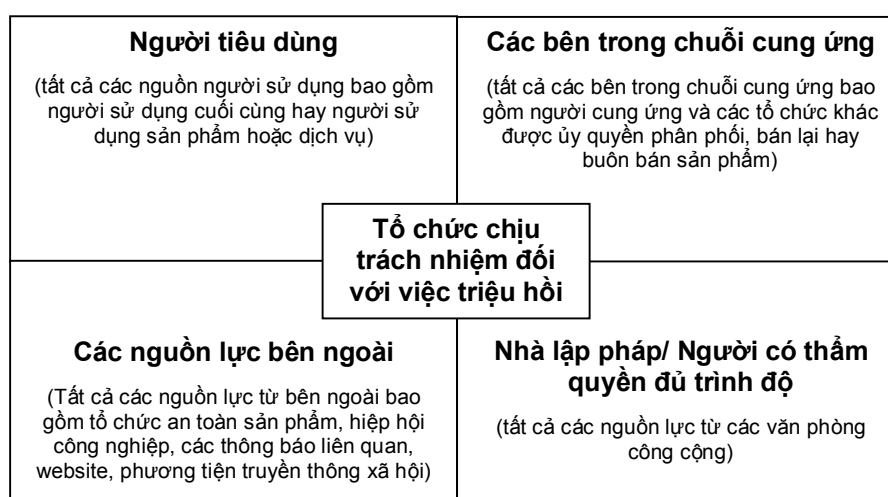 Người tiêu dùng
(tất cả các nguồn người sử dụng bao gồm
người sử dụng cuối cùng hay người sử
dụng sản phẩm hoặc dịch vụ)
Các bên trong chuỗi cung ứng
(tất cả các bên trong chuỗi cung ứng bao
gồm người cung ứng và các tổ chức khác
được ủy quyền phân phối, bán lại hay
buôn bán sản phẩm)
Tổ chức chịu
trách nhiệm đối
với việc triệu hồi
Các nguồn lực bên ngoài
(Tất cả các nguồn lực từ bên ngoài bao
gồm tổ chức an toàn sản phẩm, hiệp hội
công nghiệp, các thông báo liên quan,
website, phương tiện truyền thông xã hội)
Nhà lập pháp/ Người có thẩm
quyền đủ trình độ
(tất cả các nguồn lực từ các văn phòng
công cộng)